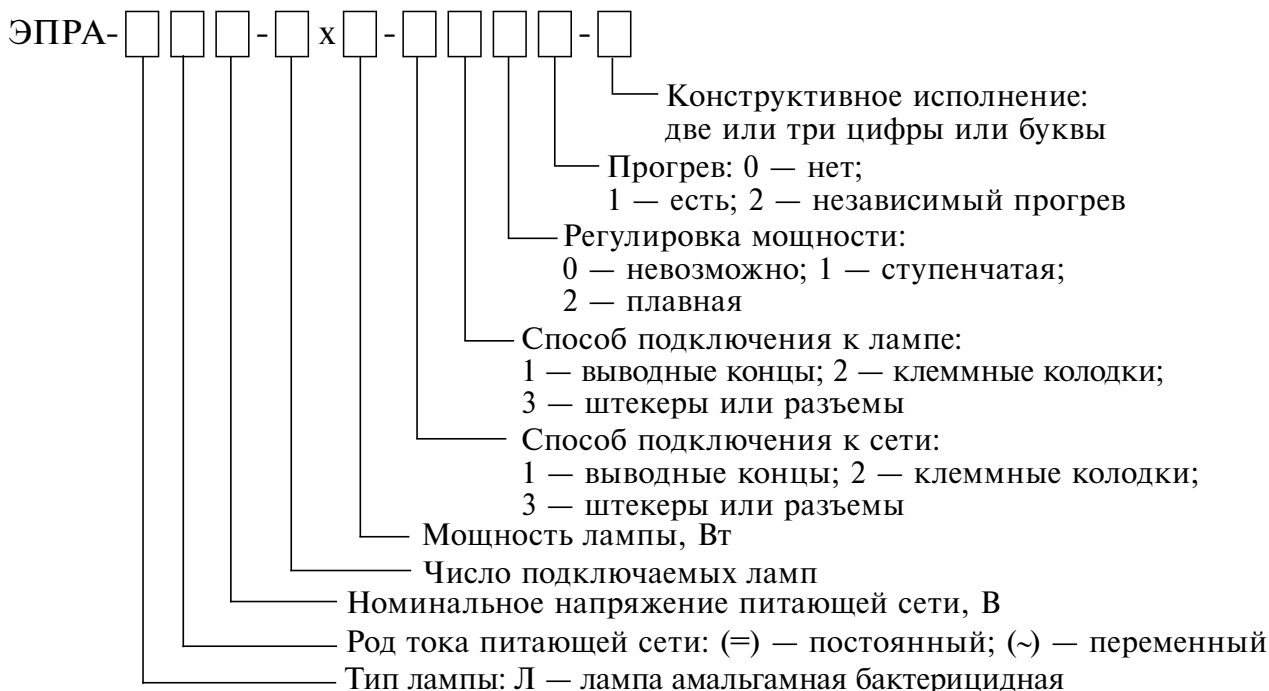 ЭПРА- - х - -
Конструктивное исполнение:
две или три цифры или буквы
Прогрев: 0 — нет;
1 — есть; 2 — независимый прогрев
Регулировка мощности:
0 — невозможно; 1 — ступенчатая;
2 — плавная
Способ подключения к лампе:
1 — выводные концы; 2 — клеммные колодки;
3 — штекеры или разъемы
Способ подключения к сети:
1 — выводные концы; 2 — клеммные колодки;
3 — штекеры или разъемы
Мощность лампы, Вт
Число подключаемых ламп
Номинальное напряжение питающей сети, В
Род тока питающей сети: (=) — постоянный; (~) — переменный
Тип лампы: Л — лампа амальгамная бактерицидная